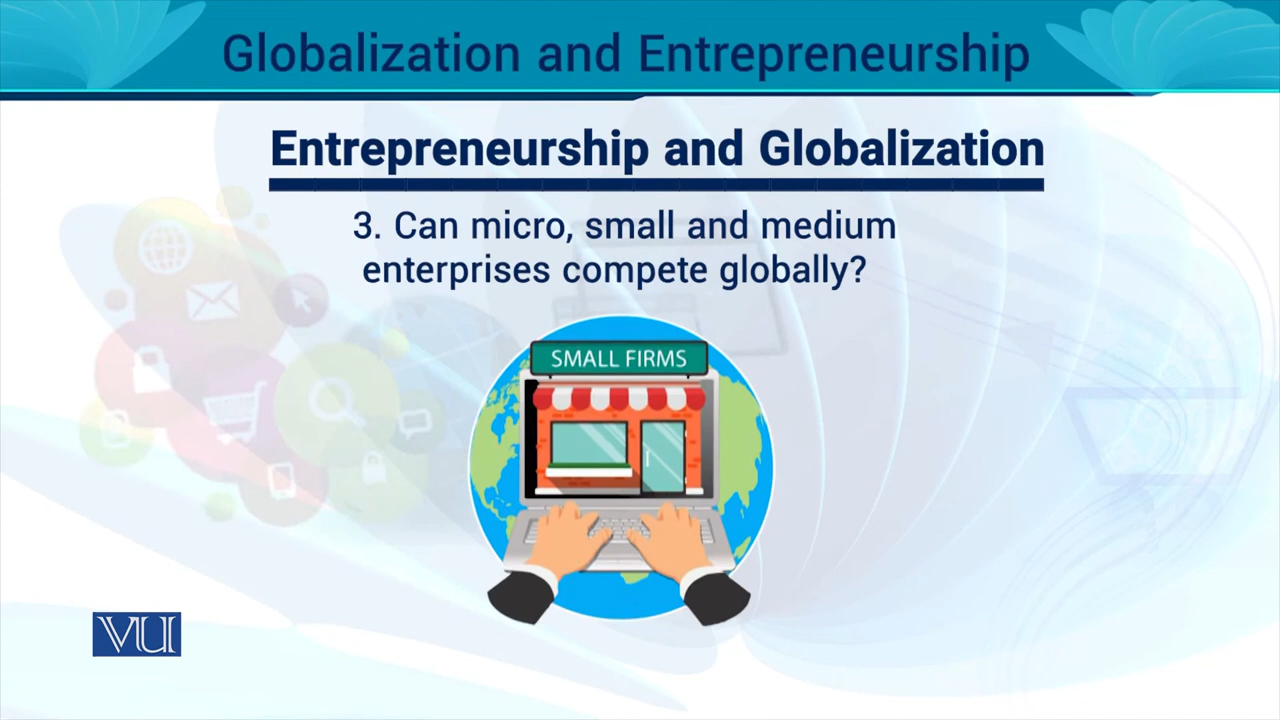 Globalization and Entrepreneurship
Entrepreneurship and Globalization
3. Can micro, small and medium
enterprises compete globally?
SMALL FIRMS
VU